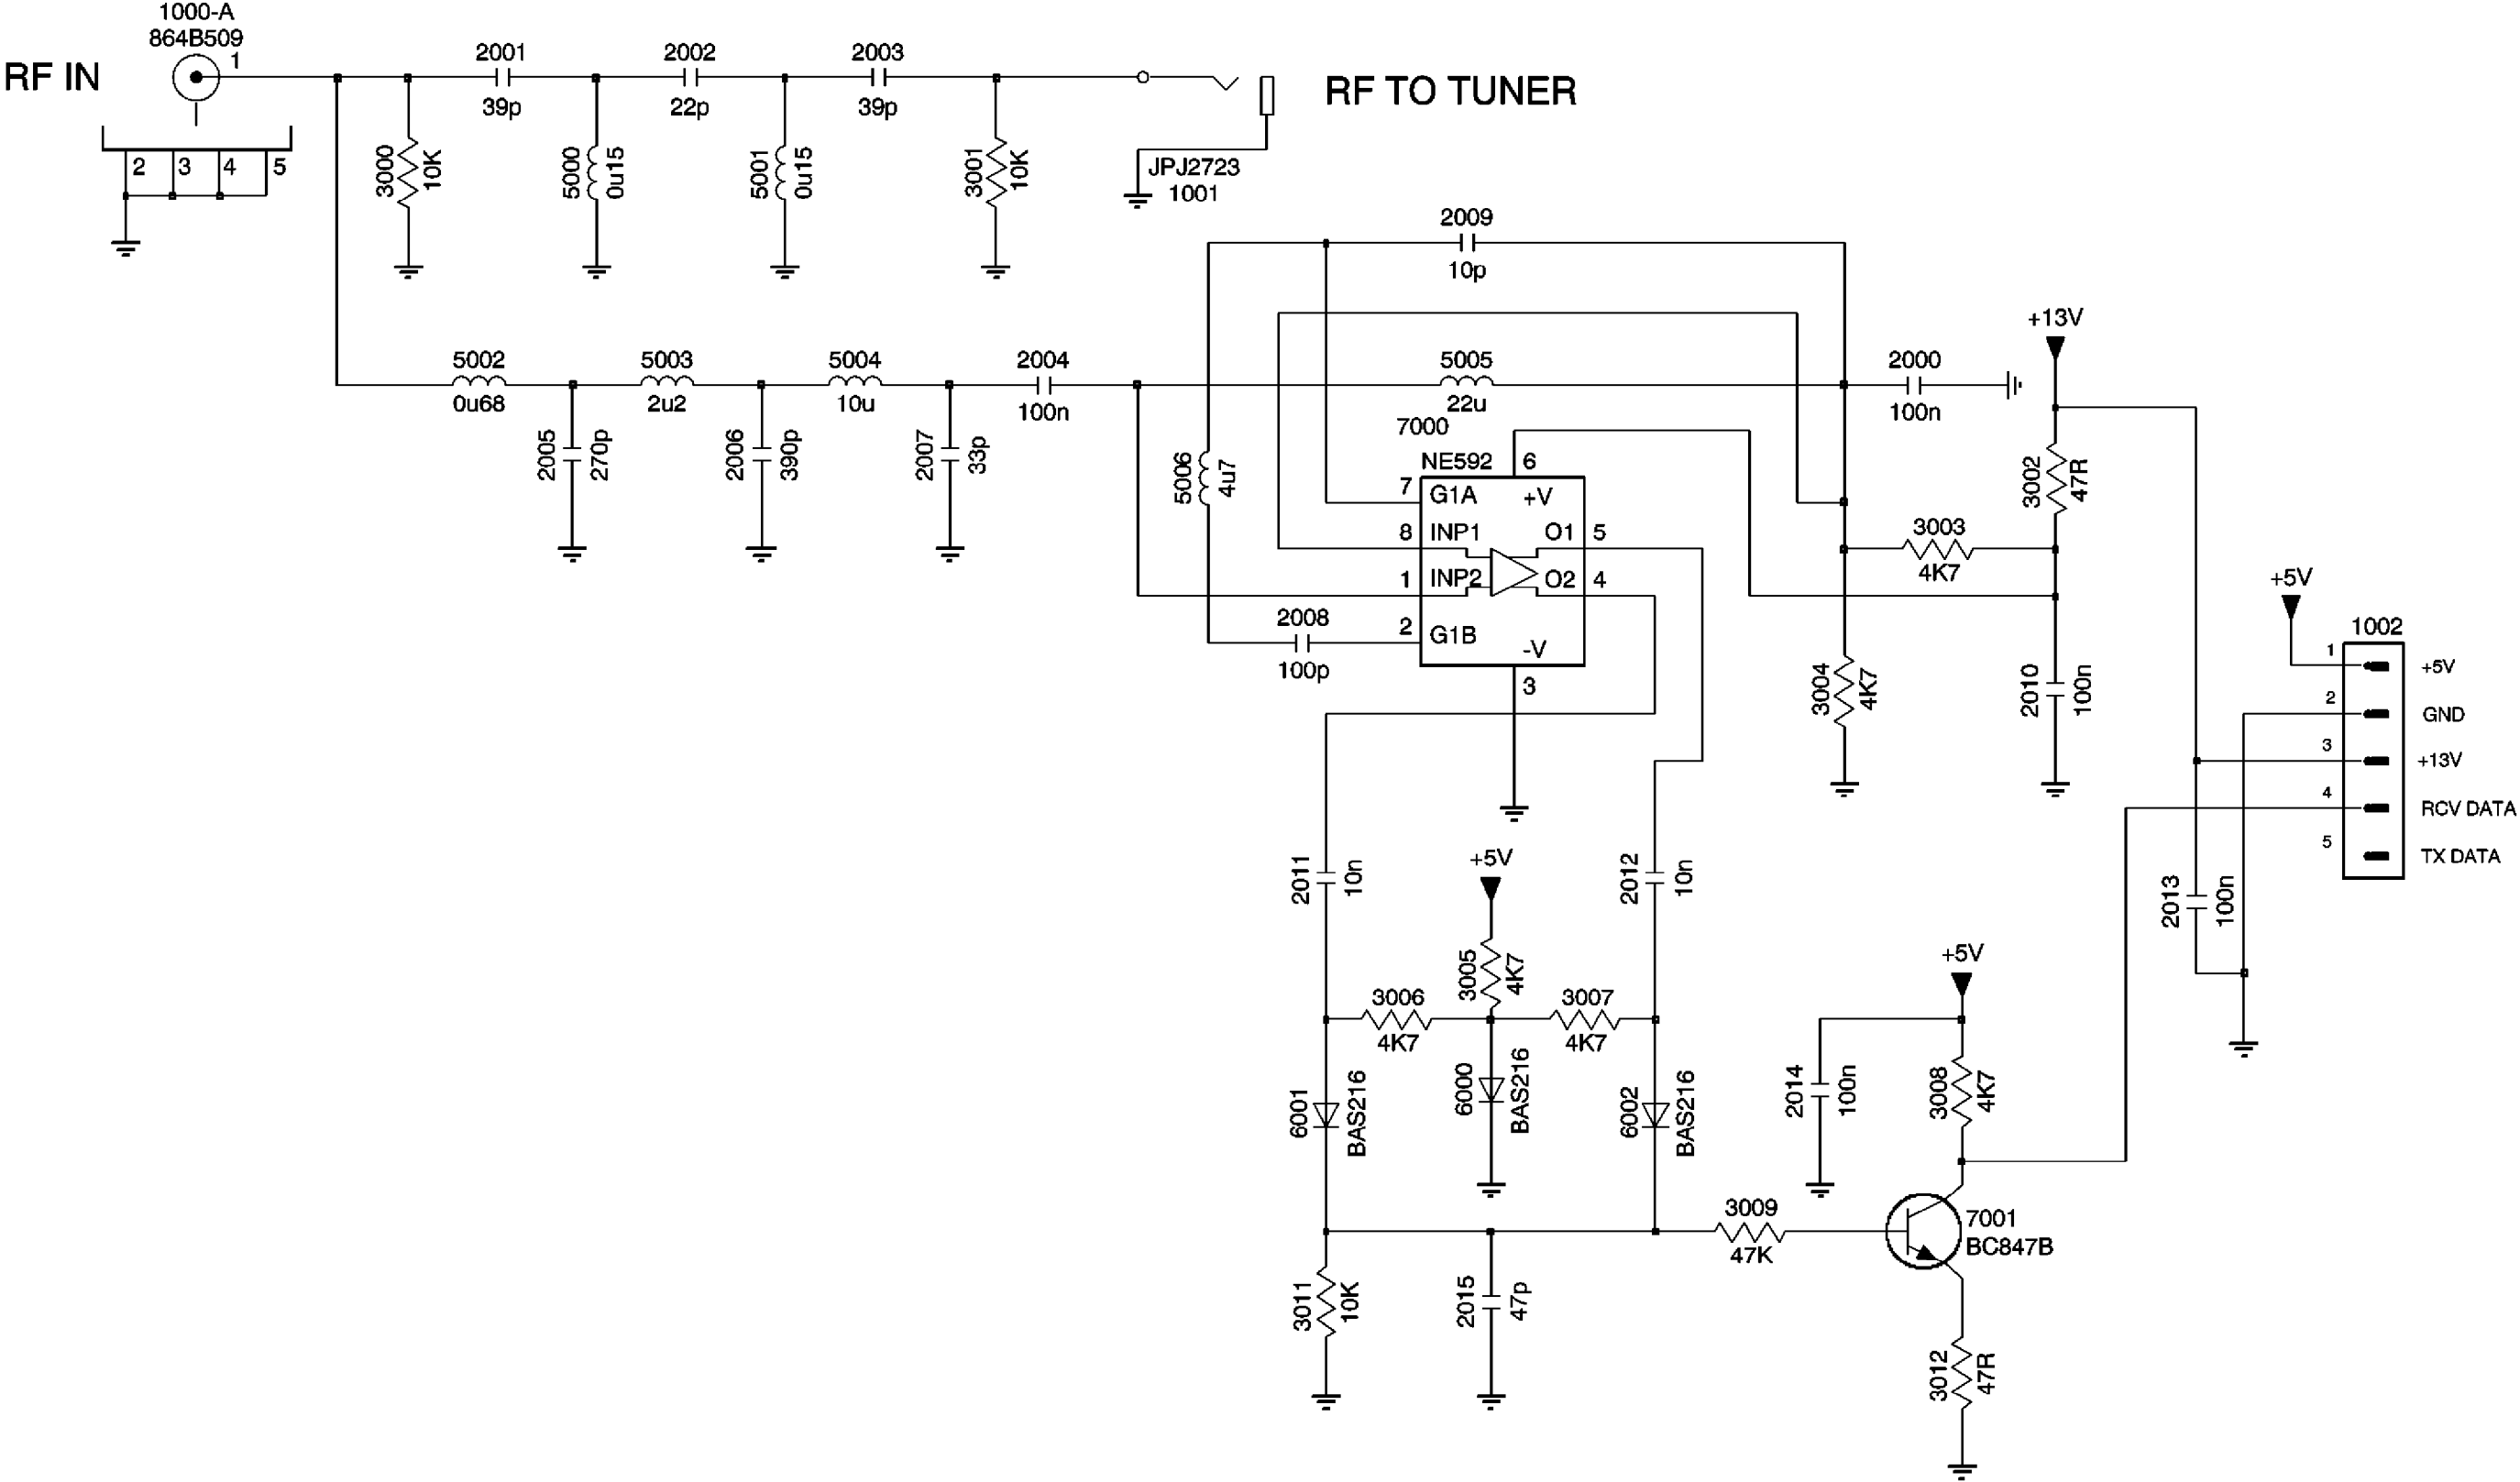 1000-A
864B509
1
RF IN
2 3 4 5
2001
39p
2002
22p
2003
39p
3000
10K
5000
0u15
5001
0u15
3001
10K
RF TO TUNER
JPJ2723
1001
2009
10p
5002
0u68
5003
2u2
5004
10u
2004
100n
5005
22u
2000
100n
+13V
2005
270p
2006
390p
2007
33p
5006
4u7
7000
NE592
7 G1A
6 +V
8 INP1
O1 5
1 INP2
O2 4
2 G1B
-V
3
2008
100p
3002
47R
3003
4K7
3004
4K7
2010
100n
+5V
1002
1 +5V
2 GND
3 +13V
4 RCV DATA
5 TX DATA
2013
100n
2011
10n
+5V
2012
10n
3005
4K7
3006
4K7
3007
4K7
6001
BAS216
6000
BAS216
6002
BAS216
+5V
2014
100n
3008
4K7
3009
47K
7001
BC847B
3011
10K
2015
47p
3012
47R